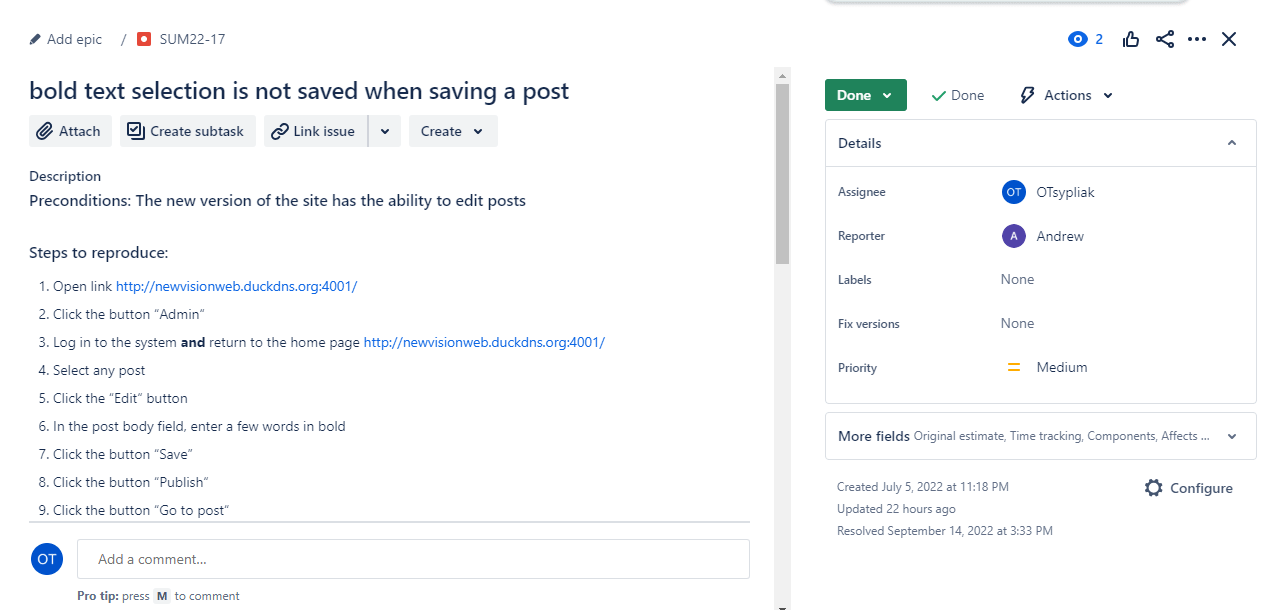 Add epic / SUM22-17
2
bold text selection is not saved when saving a post
Attach
Create subtask
Link issue
Create
Description
Preconditions: The new version of the site has the ability to edit posts
Steps to reproduce:
1. Open link http://newvisionweb.duckdns.org:4001/
2. Click the button “Admin”
3. Log in to the system and return to the home page http://newvisionweb.duckdns.org:4001/
4. Select any post
5. Click the “Edit” button
6. In the post body field, enter a few words in bold
7. Click the button “Save”
8. Click the button “Publish”
9. Click the button “Go to post”
OT
Add a comment...
Pro tip: press M to comment
Done
Done
Actions
Details
Assignee
OT OTsypliak
Reporter
A Andrew
Labels
None
Fix versions
None
Priority
Medium
More fields Original estimate, Time tracking, Components, Affects ...
Created July 5, 2022 at 11:18 PM
Configure
Updated 22 hours ago
Resolved September 14, 2022 at 3:33 PM